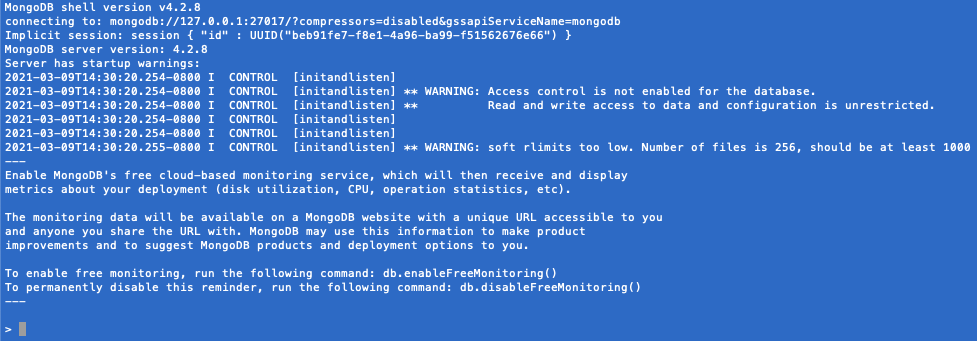 MongoDB shell version v4.2.8
connecting to: mongodb://127.0.0.1:27017/?compressors=disabled&gssapiServiceName=mongodb
Implicit session: session { "id" : UUID("beb91fe7-f8e1-4a96-ba99-f51562676e66") }
MongoDB server version: 4.2.8
Server has startup warnings:
2021-03-09T14:30:20.254-0800 I  CONTROL  [initandlisten]
2021-03-09T14:30:20.254-0800 I  CONTROL  [initandlisten] ** WARNING: Access control is not enabled for the database.
2021-03-09T14:30:20.254-0800 I  CONTROL  [initandlisten] **          Read and write access to data and configuration is unrestricted.
2021-03-09T14:30:20.254-0800 I  CONTROL  [initandlisten]
2021-03-09T14:30:20.254-0800 I  CONTROL  [initandlisten]
2021-03-09T14:30:20.255-0800 I  CONTROL  [initandlisten] ** WARNING: soft rlimits too low. Number of files is 256, should be at least 1000
---
Enable MongoDB's free cloud-based monitoring service, which will then receive and display
metrics about your deployment (disk utilization, CPU, operation statistics, etc).

The monitoring data will be available on a MongoDB website with a unique URL accessible to you
and anyone you share the URL with. MongoDB may use this information to make product
improvements and to suggest MongoDB products and deployment options to you.

To enable free monitoring, run the following command: db.enableFreeMonitoring()
To permanently disable this reminder, run the following command: db.disableFreeMonitoring()
---

>